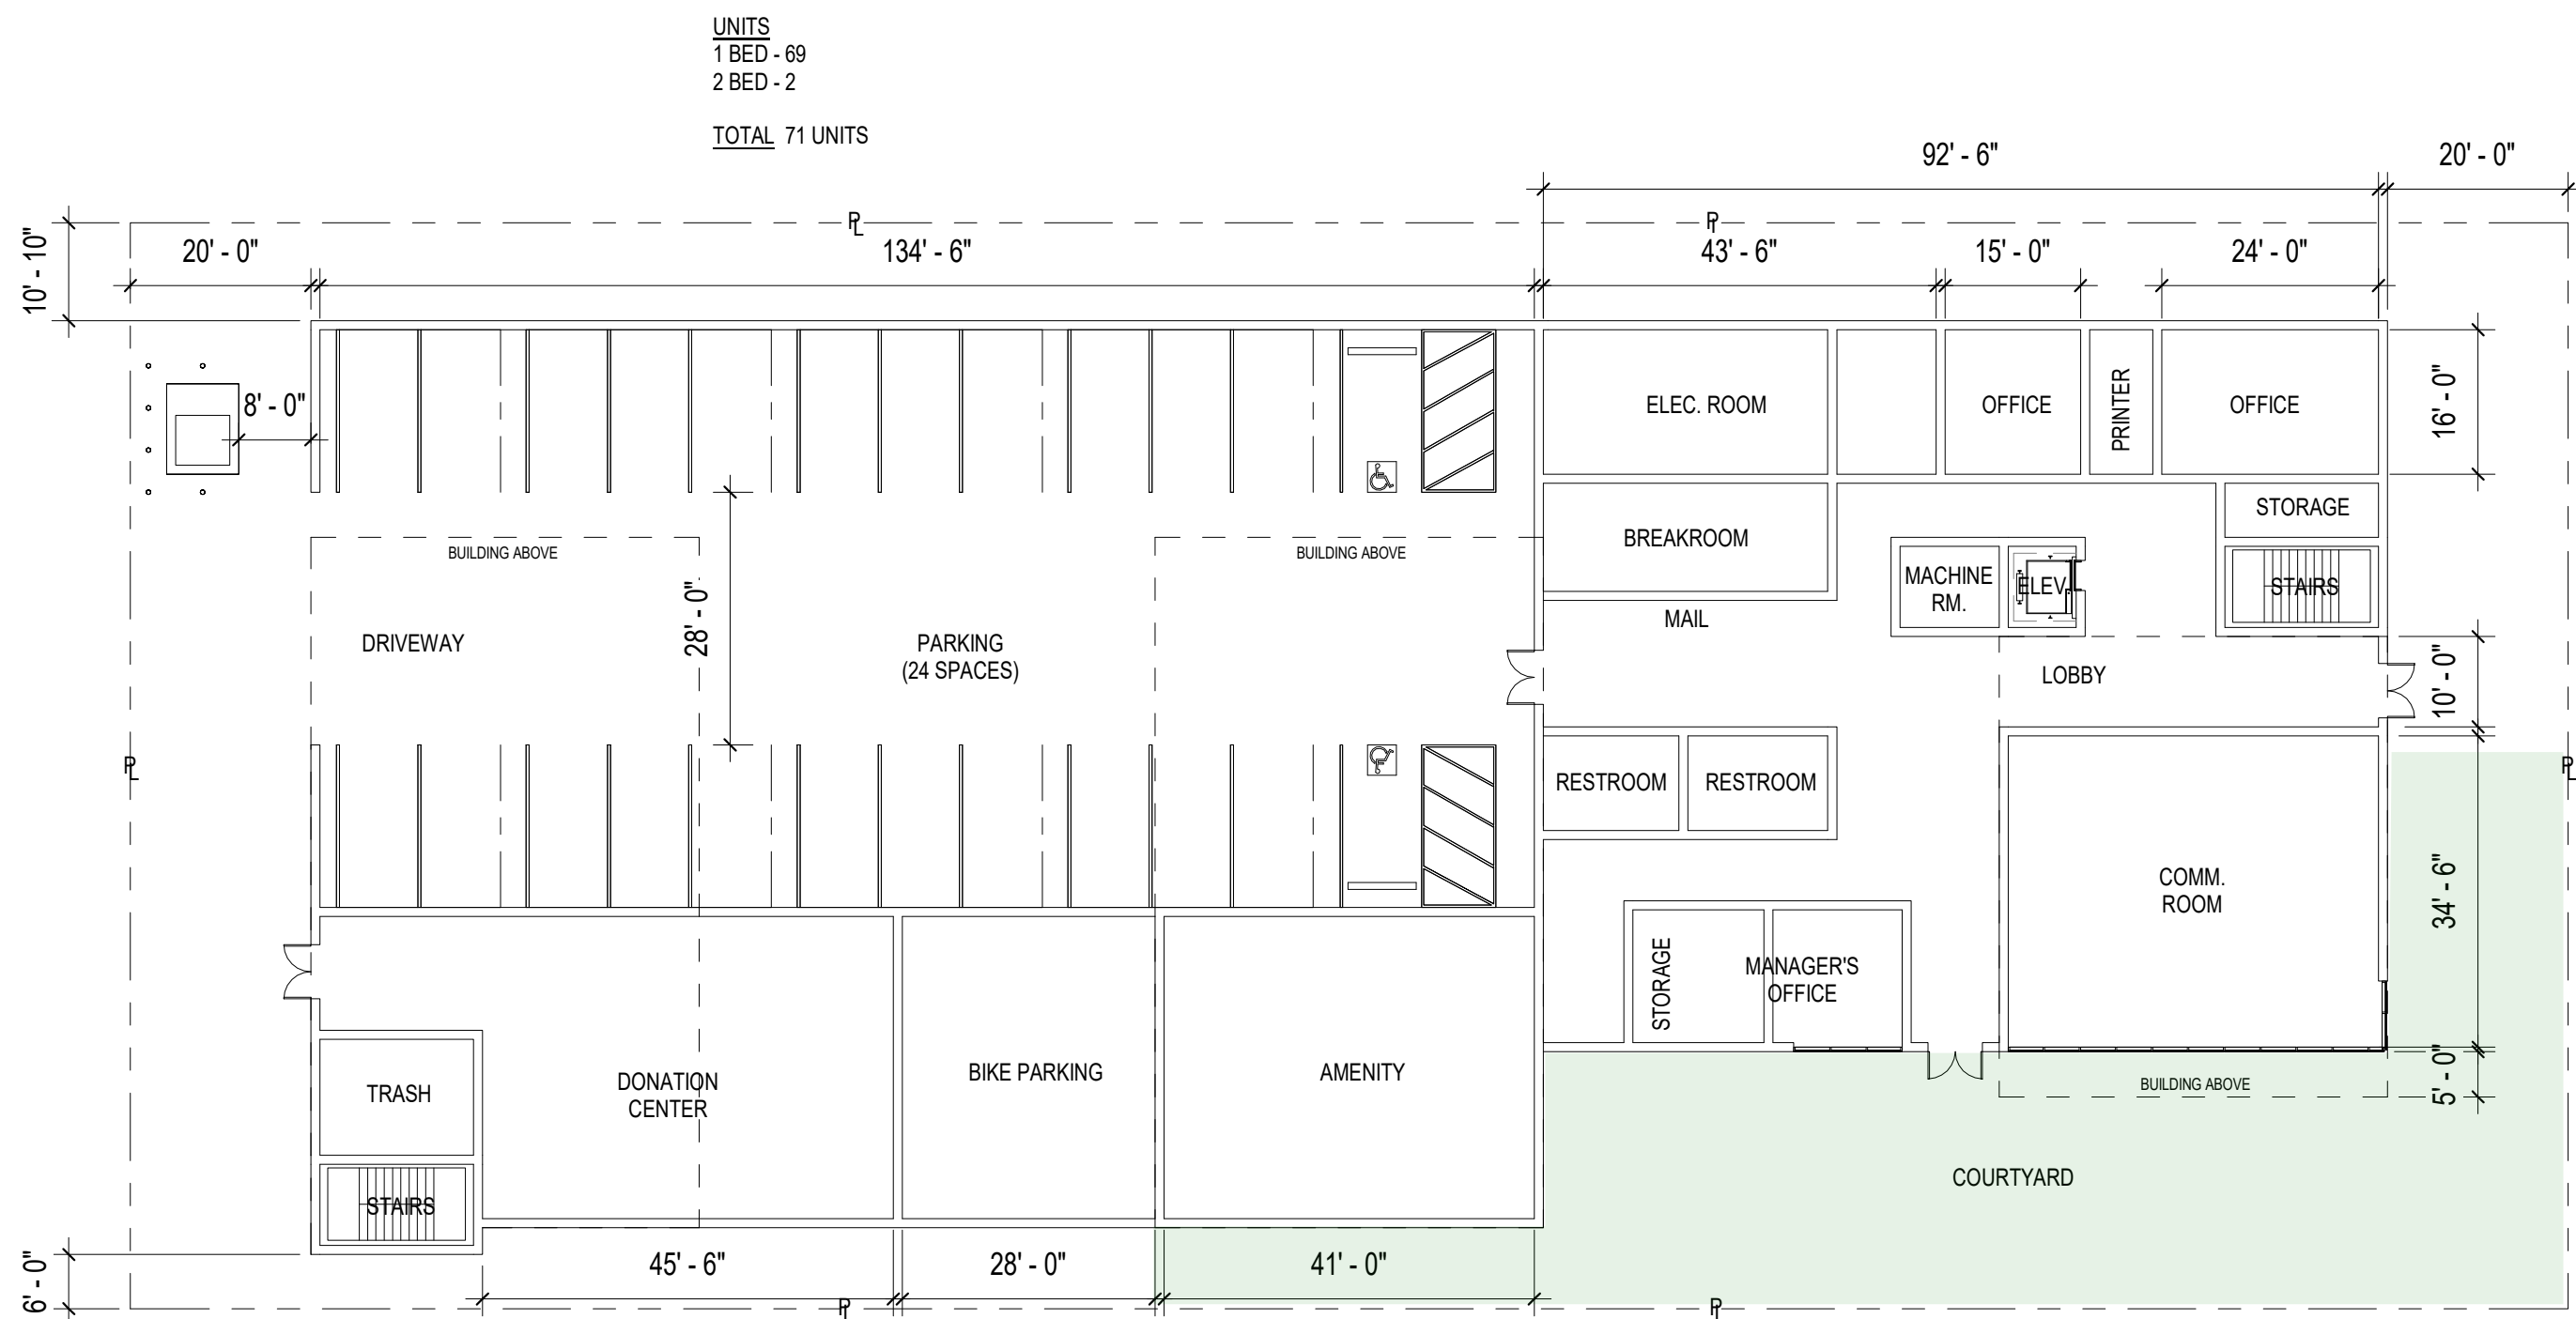 UNITS
1 BED - 69
2 BED - 2
TOTAL 71 UNITS
92' - 6"
20' - 0"
PL
PL
10' - 10"
20' - 0"
134' - 6"
43' - 6"
15' - 0"
24' - 0"
8' - 0"
ELEC. ROOM
OFFICE
PRINTER
OFFICE
16' - 0"
STORAGE
BUILDING ABOVE
BUILDING ABOVE
BREAKROOM
MACHINE
RM.
ELEV.
STAIRS
28' - 0"
MAIL
DRIVEWAY
PARKING
(24 SPACES)
LOBBY
10' - 0"
PL
PL
RESTROOM
RESTROOM
COMM.
ROOM
34' - 6"
STORAGE
MANAGER'S
OFFICE
TRASH
DONATION
CENTER
BIKE PARKING
AMENITY
BUILDING ABOVE
5' - 0"
COURTYARD
STAIRS
6' - 0"
45' - 6"
28' - 0"
41' - 0"
PL
PL